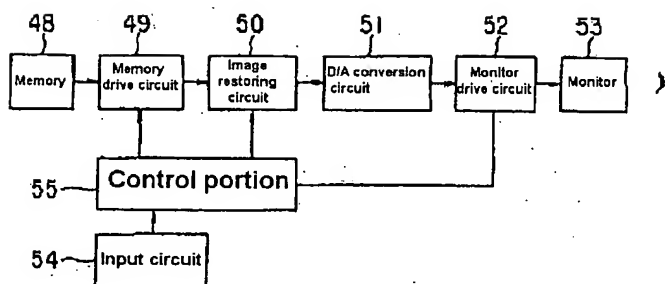 48 49 50 51 52 53
Memory
Memory
drive circuit
Image
restoring
circuit
D/A conversion
circuit
Monitor
drive circuit
Monitor
55
Control portion
54
Input circuit